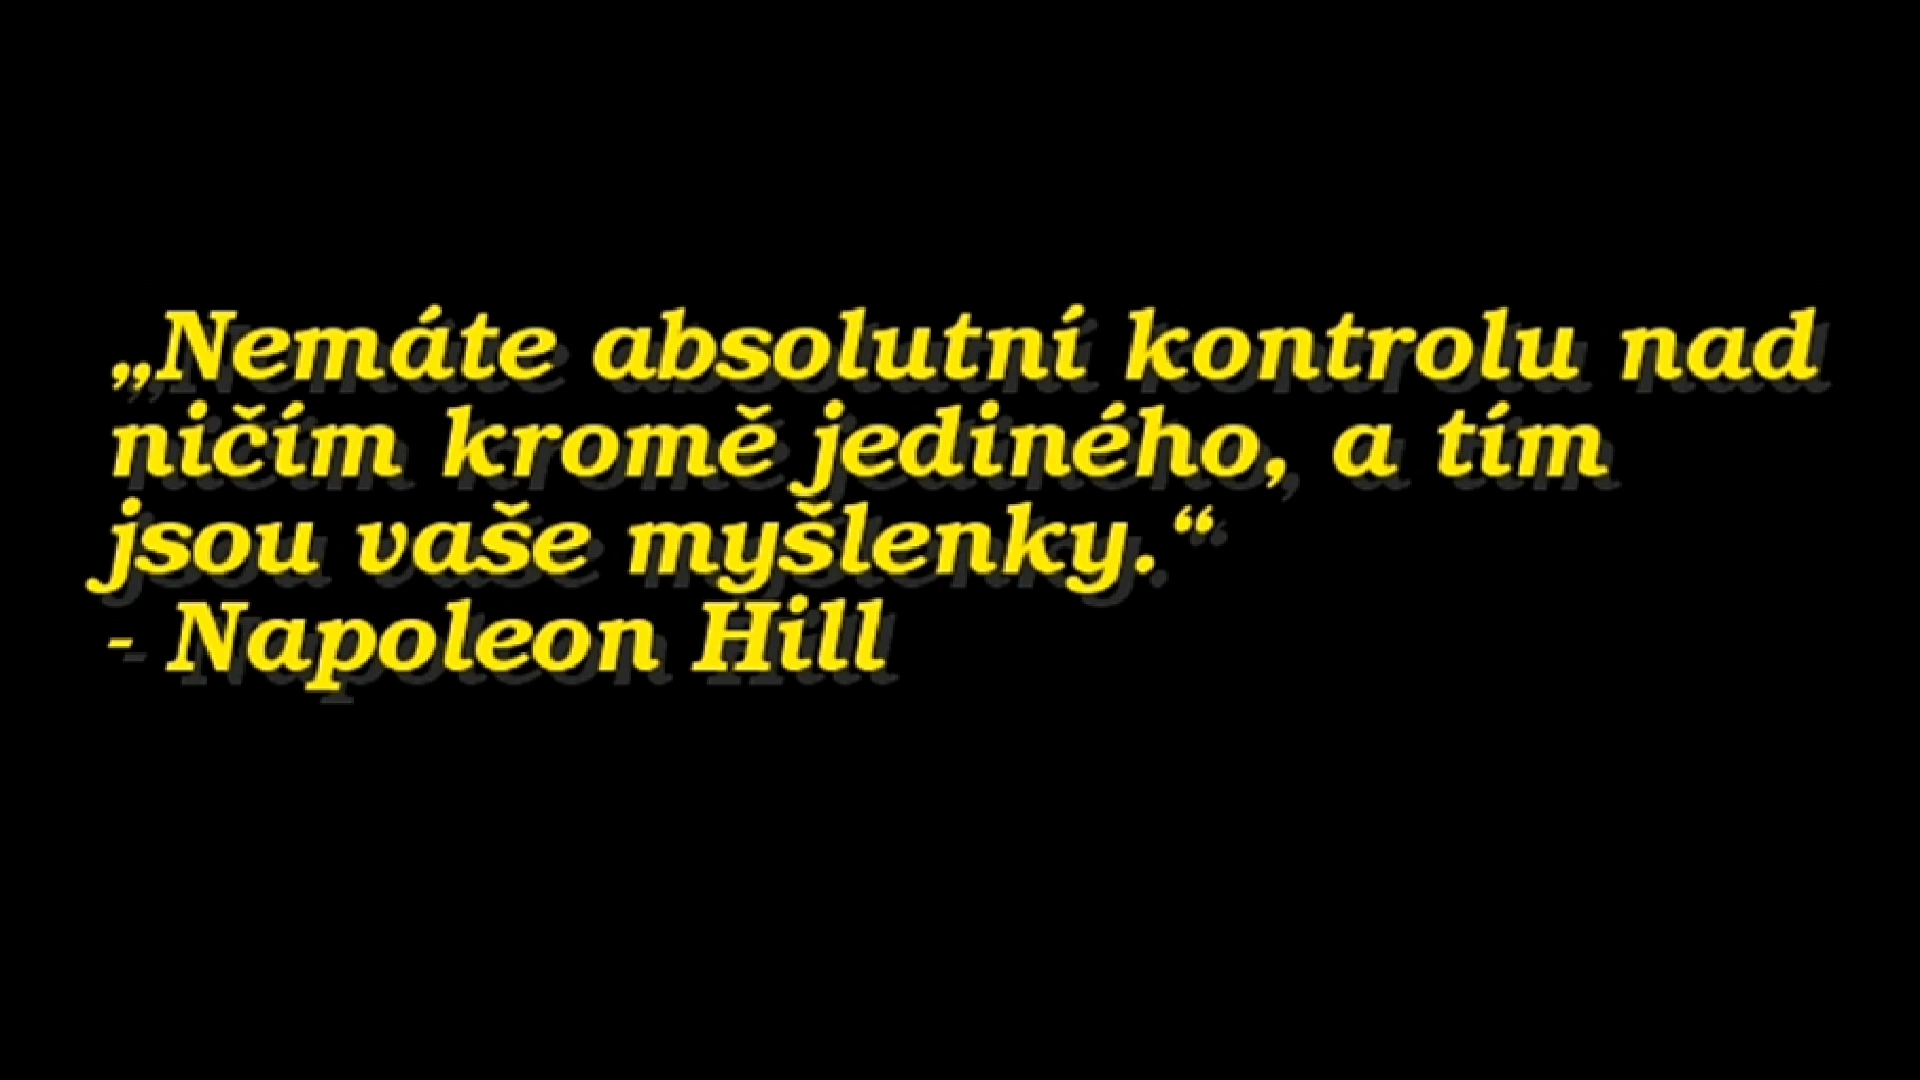 „Nemáte absolutní kontrolu nad
ničím kromě jediného, a tím
jsou vaše myšlenky.“
- Napoleon Hill